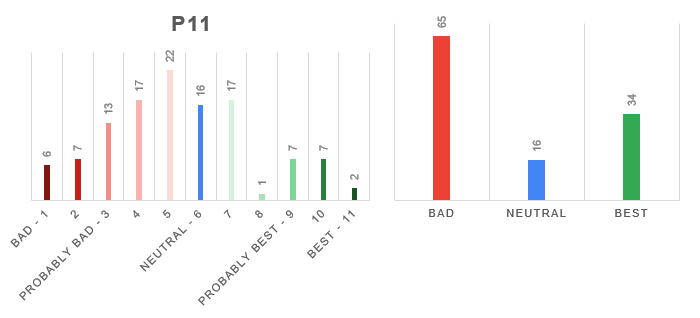 P11
6
7
13
17
22
16
17
1
7
7
2
BAD - 1
2
PROBABLY BAD - 3
4
5
NEUTRAL - 6
7
8
PROBABLY BEST - 9
10
BEST - 11
65
16
34
BAD
NEUTRAL
BEST